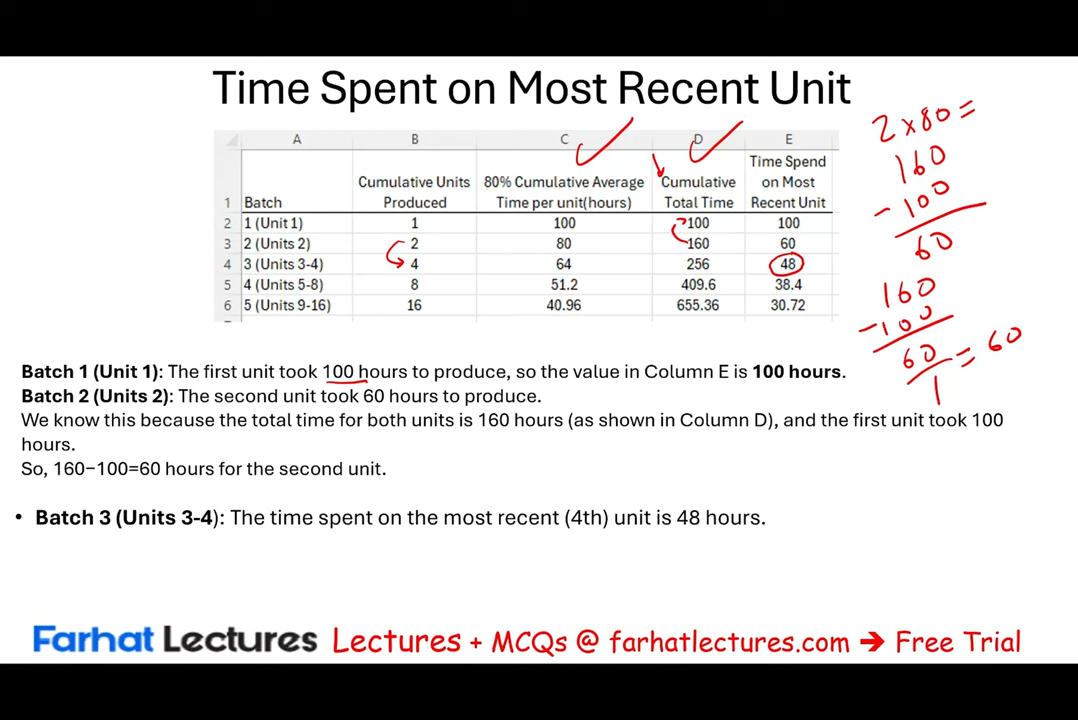 Time Spent on Most Recent Unit
A B C D E
1 Batch Cumulative Units Produced 80% Cumulative Average Time per unit(hours) Cumulative Total Time Time Spend on Most Recent Unit
2 1 (Unit 1) 1 100 100 100
3 2 (Units 2) 2 80 160 60
4 3 (Units 3-4) 4 64 256 48
5 4 (Units 5-8) 8 51.2 409.6 38.4
6 5 (Units 9-16) 16 40.96 655.36 30.72
2 x 80 =
160
- 100
60
160
- 100
60 = 60
1
Batch 1 (Unit 1): The first unit took 100 hours to produce, so the value in Column E is 100 hours.
Batch 2 (Units 2): The second unit took 60 hours to produce.
We know this because the total time for both units is 160 hours (as shown in Column D), and the first unit took 100
hours.
So, 160−100=60 hours for the second unit.
• Batch 3 (Units 3-4): The time spent on the most recent (4th) unit is 48 hours.
Farhat Lectures Lectures + MCQs @ farhatlectures.com ➔ Free Trial